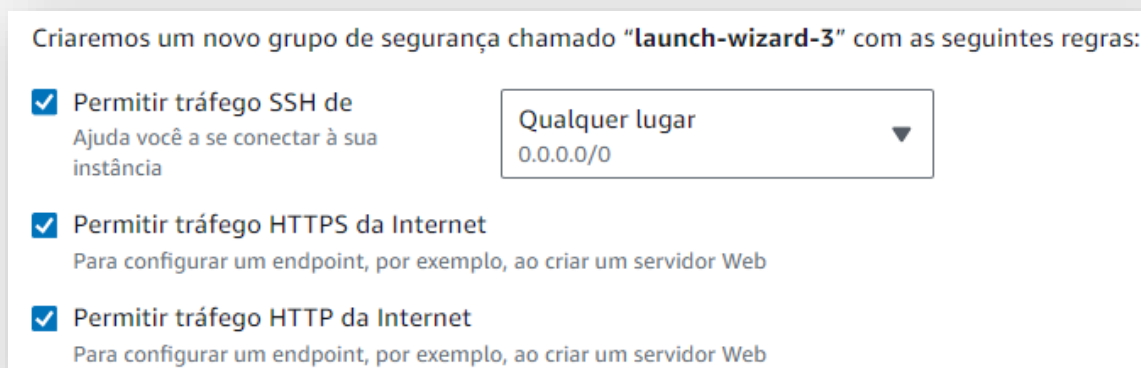 Criaremos um novo grupo de segurança chamado “launch-wizard-3” com as seguintes regras:
Permitir tráfego SSH de
Ajuda você a se conectar à sua
instância
Qualquer lugar
0.0.0.0/0
Permitir tráfego HTTPS da Internet
Para configurar um endpoint, por exemplo, ao criar um servidor Web
Permitir tráfego HTTP da Internet
Para configurar um endpoint, por exemplo, ao criar um servidor Web